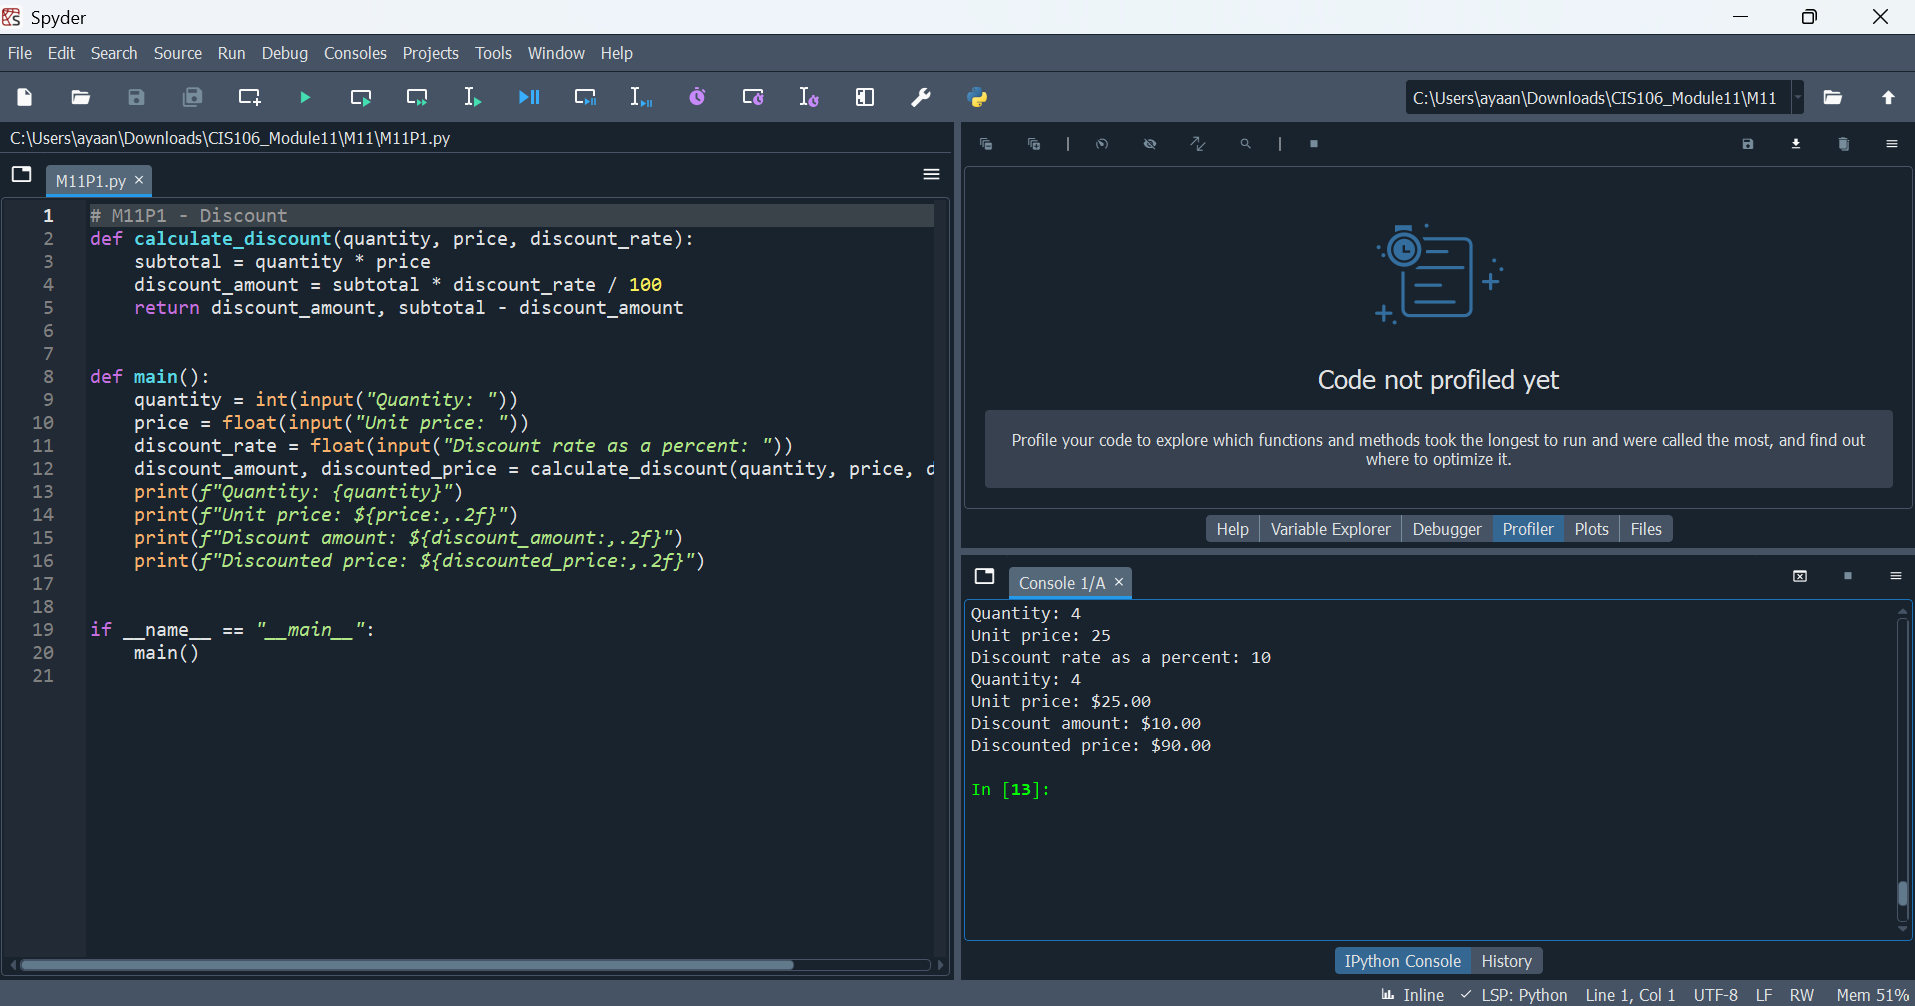 Spyder
File Edit Search Source Run Debug Consoles Projects Tools Window Help
C:\Users\ayaan\Downloads\CIS106_Module11\M11
C:\Users\ayaan\Downloads\CIS106_Module11\M11\M11P1.py
M11P1.py
1 # M11P1 - Discount
2 def calculate_discount(quantity, price, discount_rate):
3     subtotal = quantity * price
4     discount_amount = subtotal * discount_rate / 100
5     return discount_amount, subtotal - discount_amount
6
7
8 def main():
9     quantity = int(input("Quantity: "))
10     price = float(input("Unit price: "))
11     discount_rate = float(input("Discount rate as a percent: "))
12     discount_amount, discounted_price = calculate_discount(quantity, price, d
13     print(f"Quantity: {quantity}")
14     print(f"Unit price: ${price:,.2f}")
15     print(f"Discount amount: ${discount_amount:,.2f}")
16     print(f"Discounted price: ${discounted_price:,.2f}")
17
18
19 if __name__ == "__main__":
20     main()
21
Code not profiled yet
Profile your code to explore which functions and methods took the longest to run and were called the most, and find out
where to optimize it.
Help Variable Explorer Debugger Profiler Plots Files
Console 1/A
Quantity: 4
Unit price: 25
Discount rate as a percent: 10
Quantity: 4
Unit price: $25.00
Discount amount: $10.00
Discounted price: $90.00
In [13]:
IPython Console History
Inline LSP: Python Line 1, Col 1 UTF-8 LF RW Mem 51%